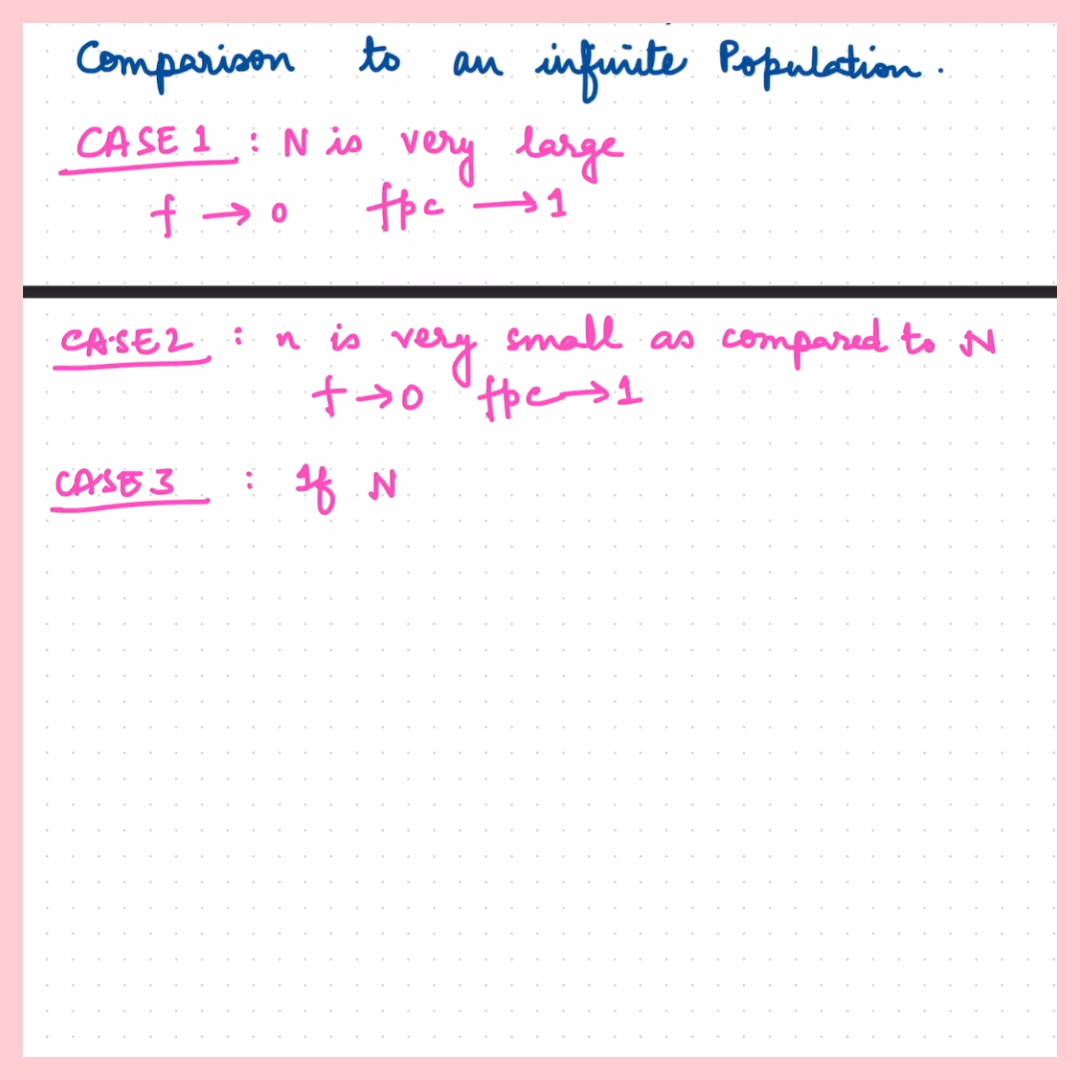 Comparison to an infinite Population.
CASE 1 : N is very large
f → 0 fpc → 1
CASE 2 : n is very small as compared to N
f → 0 fpc → 1
CASE 3 : If N